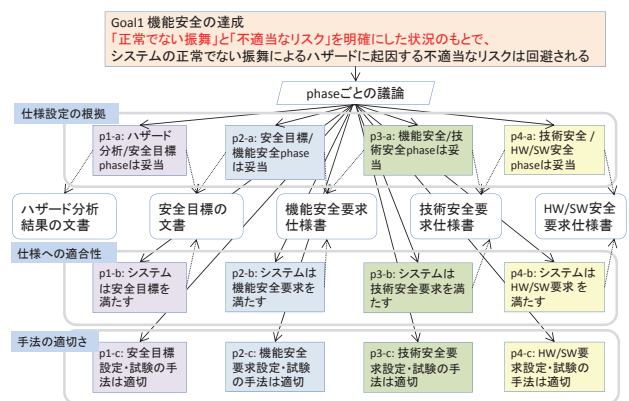 Goal1 機能安全の達成
「正常でない振舞」と「不適当なリスク」を明確にした状況のもとで、
システムの正常でない振舞によるハザードに起因する不適当なリスクは回避される
phaseごとの議論
仕様設定の根拠
p1-a: ハザード
分析/安全目標
phaseは妥当
p2-a: 安全目標/
機能安全phase
は妥当
p3-a: 機能安全/技
術安全phaseは妥
当
p4-a: 技術安全 /
HW/SW安全
phaseは妥当
ハザード分析
結果の文書
安全目標の
文書
機能安全要求
仕様書
技術安全要
求仕様書
HW/SW安全
要求仕様書
仕様への適合性
p1-b: システム
は安全目標を
満たす
p2-b: システムは
機能安全要求を
満たす
p3-b: システムは
技術安全要求を満
たす
p4-b: システムは
HW/SW要求 を
満たす
手法の適切さ
p1-c: 安全目標
設定・試験の手
法は適切
p2-c: 機能安全
要求設定・試験
の手法は適切
p3-c: 技術安全要
求設定・試験の手
法は適切
p4-c: HW/SW要
求設定・試験の
手法は適切